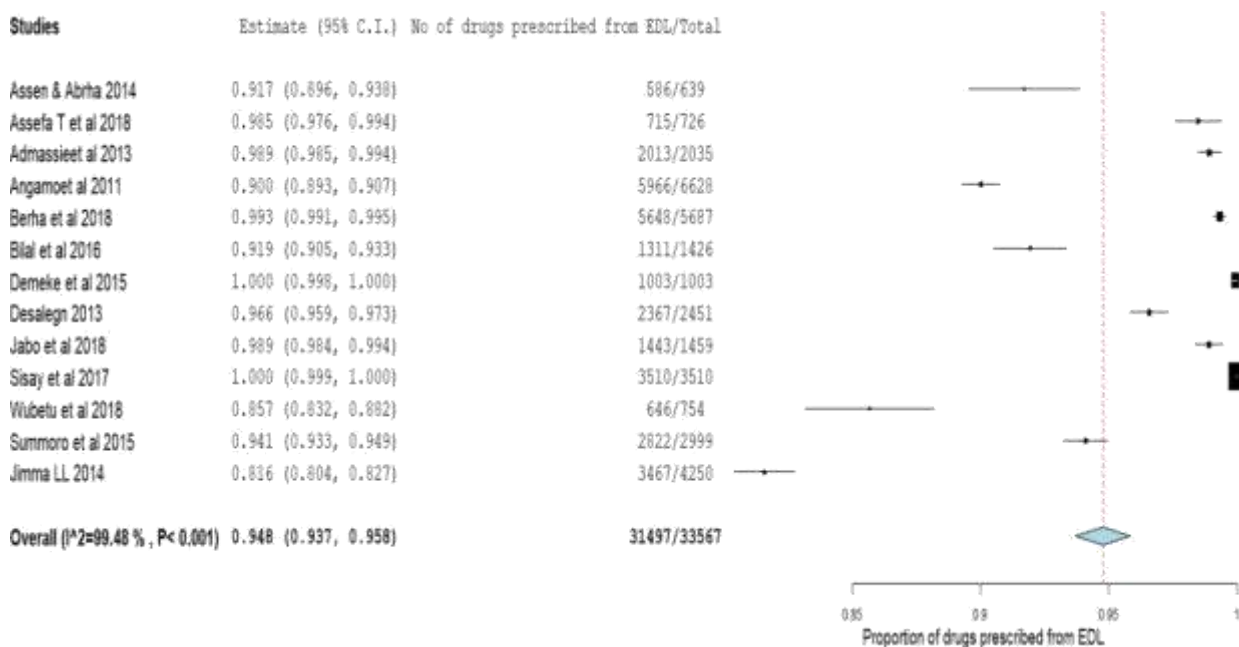 Studies Estimate (95% C.I.) No of drugs prescribed from EDL/Total
Assen & Abrha 2014 0.917 (0.896, 0.938) 586/639
Assefa T et al 2018 0.985 (0.976, 0.994) 715/726
Admassieet al 2013 0.989 (0.985, 0.994) 2013/2035
Angamoet al 2011 0.900 (0.893, 0.907) 5966/6628
Berha et al 2018 0.993 (0.991, 0.995) 5648/5687
Bilal et al 2016 0.919 (0.905, 0.933) 1311/1426
Demeke et al 2015 1.000 (0.998, 1.000) 1003/1003
Desalegn 2013 0.966 (0.959, 0.973) 2367/2451
Jabo et al 2018 0.989 (0.984, 0.994) 1443/1459
Sisay et al 2017 1.000 (0.999, 1.000) 3510/3510
Wubetu et al 2018 0.857 (0.832, 0.882) 646/754
Summoro et al 2015 0.941 (0.933, 0.949) 2822/2999
Jimma LL 2014 0.816 (0.804, 0.827) 3467/4250
Overall (I^2=99.48 % , P< 0.001) 0.948 (0.937, 0.958) 31497/33567
0.85 0.9 0.95 1
Proportion of drugs prescribed from EDL